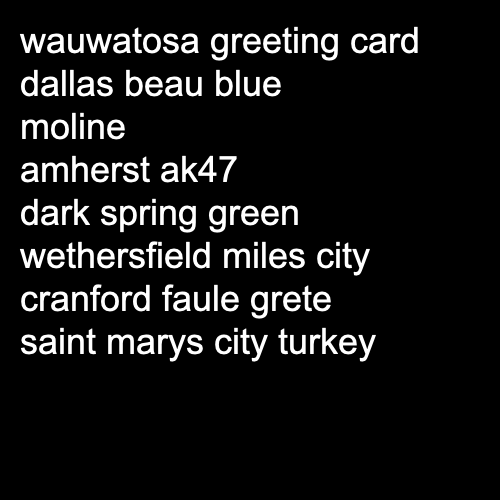 wauwatosa greeting card
dallas beau blue
moline
amherst ak47
dark spring green
wethersfield miles city
cranford faule grete
saint marys city turkey